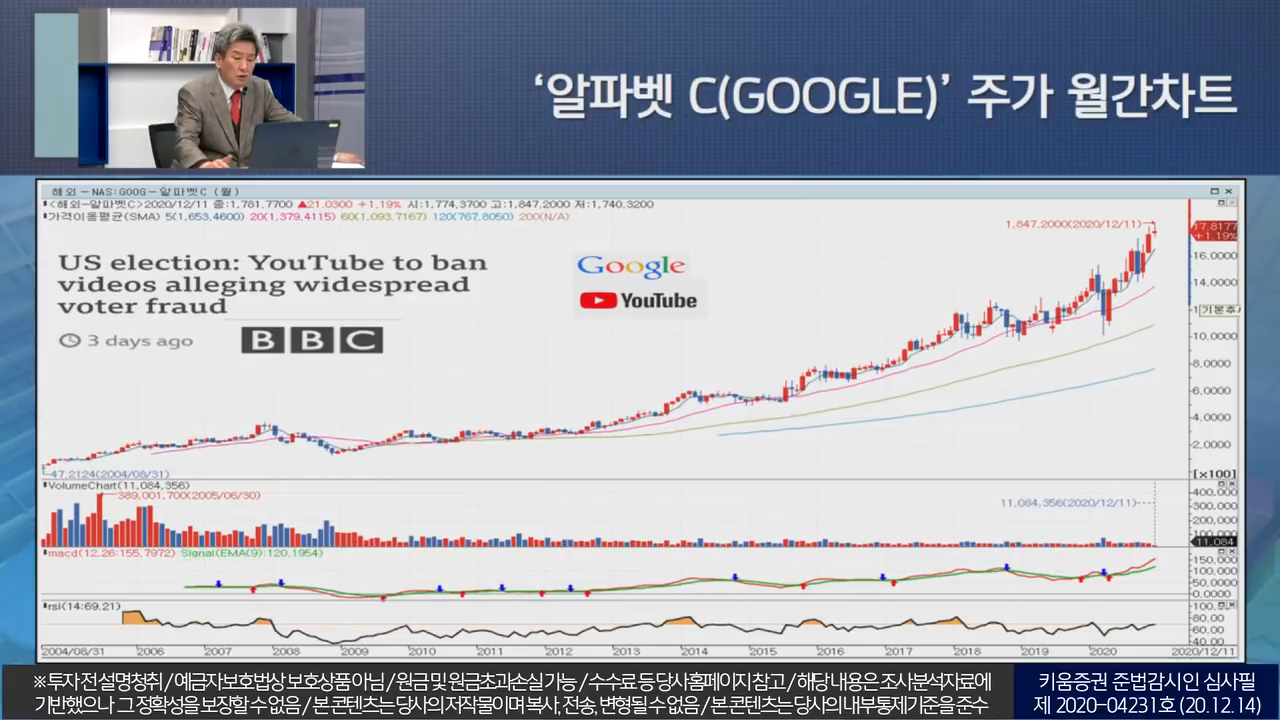 ‘알파벳 C(GOOGLE)’ 주가 월간차트
해외 - NAS:GOOG - 알파벳C (월)
<해외-알파벳C>2020/12/11 종:1,781.7700 ▲21.0300 +1.19% 시:1,774.3700 고:1,847.2000 저:1,740.3200
가격이동평균(SMA) 5(1,653.4600) 20(1,379.4115) 60(1,093.7167) 120(767.8050) 200(N/A)
1,847.2000(2020/12/11)
17.8177
+1.19%
US election: YouTube to ban
videos alleging widespread
voter fraud
3 days ago
BBC
Google
YouTube
16.0000
14.0000
10.0000
8.0000
6.0000
4.0000
2.0000
[×100]
47.2124(2004/08/31)
VolumeChart(11,084,356)
389,001,700(2005/06/30)
11,084,356(2020/12/11)
400,000
300,000
200,000
11,084
macd(12,26:155.7972) Signal(EMA(9):120.1954)
150,000
100,000
50.0000
0.0000
rsi(14:69.21)
80.00
60.00
40.00
2004/08/31 2006 2007 2008 2009 2010 2011 2012 2013 2014 2015 2016 2017 2018 2019 2020 2020/12/11
※ 투자 전 설명청취 / 예금자보호법상 보호상품 아님 / 원금 및 원금초과손실 가능 / 수수료 등 당사홈페이지 참고 / 해당 내용은 조사분석자료에
기반했으나 그 정확성을 보장할 수 없음 / 본 콘텐츠는 당사의 저작물이며 복사, 전송, 변형될 수 없음 / 본 콘텐츠는 당사의 내부통제기준을 준수
키움증권 준법감시인 심사필
제 2020-04231호 (20.12.14)